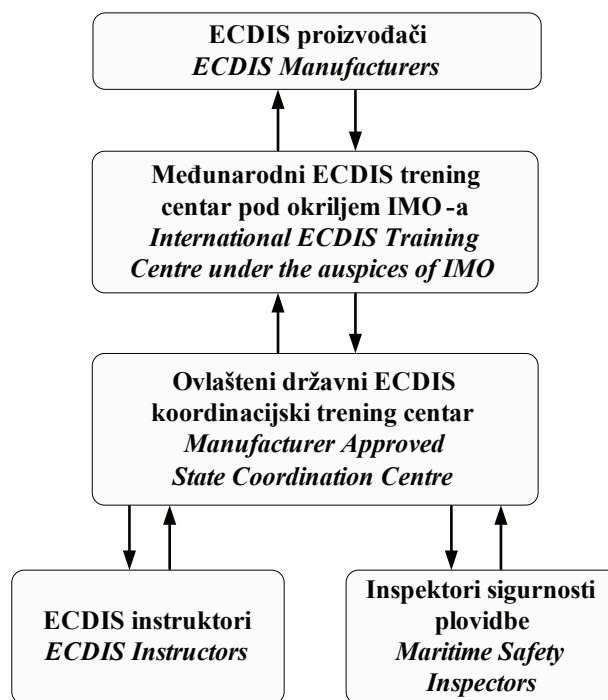 ECDIS proizvođači
ECDIS Manufacturers
Međunarodni ECDIS trening
centar pod okriljem IMO -a
International ECDIS Training
Centre under the auspices of IMO
Ovlašteni državni ECDIS
koordinacijski trening centar
Manufacturer Approved
State Coordination Centre
ECDIS instruktori
ECDIS Instructors
Inspektori sigurnosti
plovidbe
Maritime Safety
Inspectors